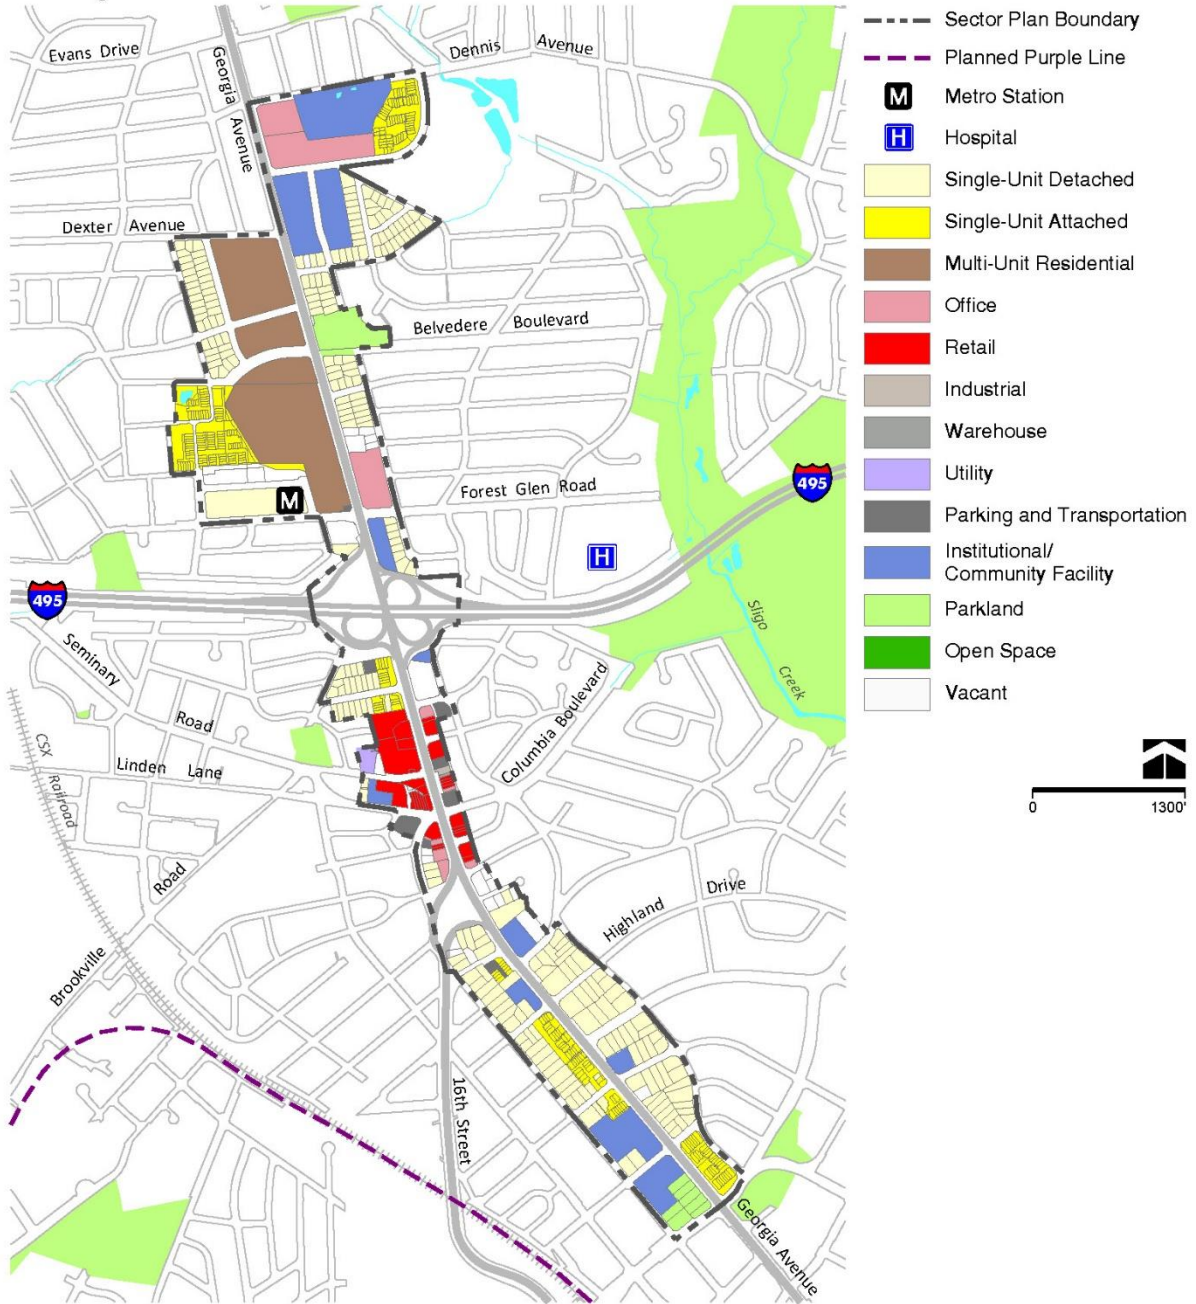 Evans Drive
Georgia
Avenue
Dennis Avenue
Dexter Avenue
Belvedere Boulevard
M
Forest Glen Road
495
H
495
Seminary
Road
Sligo
Creek
Columbia Boulevard
CSX
Railroad
Linden Lane
Road
Brookville
Highland Drive
16th Street
Georgia Avenue
Sector Plan Boundary
Planned Purple Line
M Metro Station
H Hospital
Single-Unit Detached
Single-Unit Attached
Multi-Unit Residential
Office
Retail
Industrial
Warehouse
Utility
Parking and Transportation
Institutional/
Community Facility
Parkland
Open Space
Vacant
0 1300'